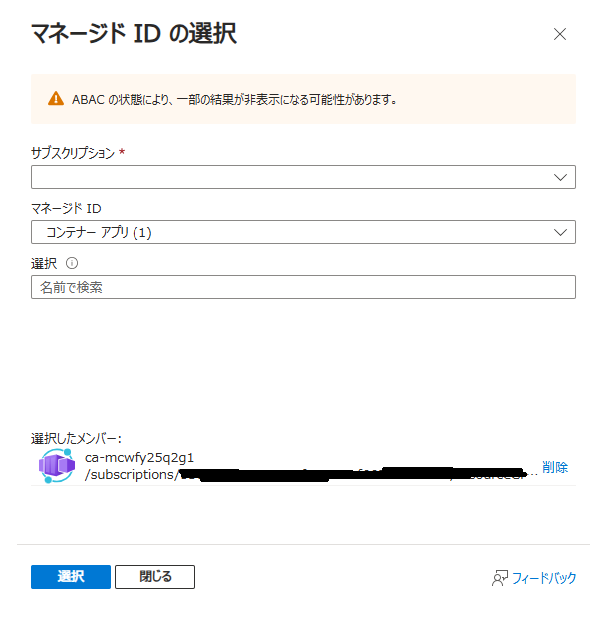 マネージド ID の選択
ABAC の状態により、一部の結果が非表示になる可能性があります。
サブスクリプション *
マネージド ID
コンテナー アプリ (1)
選択
名前で検索
選択したメンバー:
ca-mcwfy25q2g1
/subscriptions/
... 削除
選択
閉じる
フィードバック